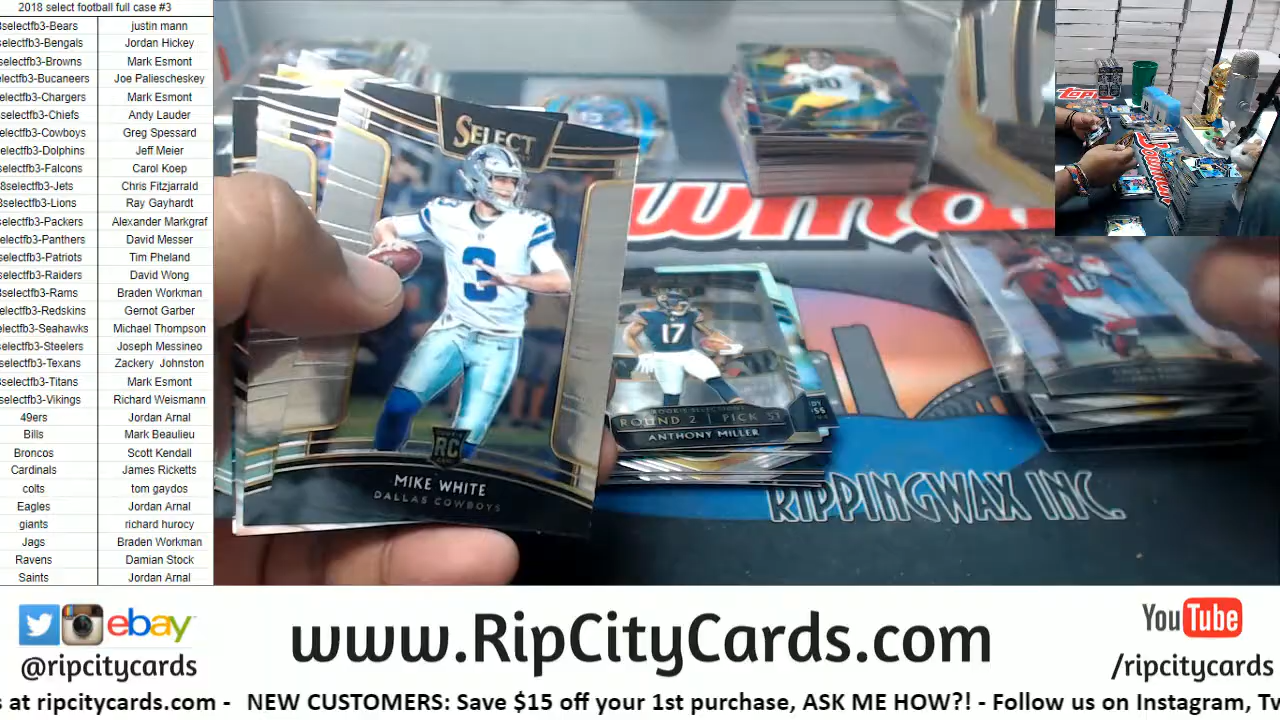 2018 select football full case #3
selectfb3-Bears justin mann
selectfb3-Bengals Jordan Hickey
selectfb3-Browns Mark Esmont
electfb3-Bucaneers Joe Paliescheskey
electfb3-Chargers Mark Esmont
selectfb3-Chiefs Andy Lauder
electfb3-Cowboys Greg Spessard
selectfb3-Dolphins Jeff Meier
selectfb3-Falcons Carol Koep
8selectfb3-Jets Chris Fitzjarrald
selectfb3-Lions Ray Gayhardt
selectfb3-Packers Alexander Markgraf
electfb3-Panthers David Messer
selectfb3-Patriots Tim Pheland
selectfb3-Raiders David Wong
selectfb3-Rams Braden Workman
electfb3-Redskins Gernot Garber
electfb3-Seahawks Michael Thompson
selectfb3-Steelers Joseph Messineo
selectfb3-Texans Zackery Johnston
selectfb3-Titans Mark Esmont
selectfb3-Vikings Richard Weismann
49ers Jordan Arnal
Bills Mark Beaulieu
Broncos Scott Kendall
Cardinals James Ricketts
colts tom gaydos
Eagles Jordan Arnal
giants richard hurocy
Jags Braden Workman
Ravens Damian Stock
Saints Jordan Arnal
SELECT
3
RC
MIKE WHITE
DALLAS COWBOYS
17
ROUND 2 | PICK 51
ANTHONY MILLER
RIPPINGWAX INC.
ebay
@ripcitycards
www.RipCityCards.com
YouTube
/ripcitycards
s at ripcitycards.com - NEW CUSTOMERS: Save $15 off your 1st purchase, ASK ME HOW?! - Follow us on Instagram, Tw